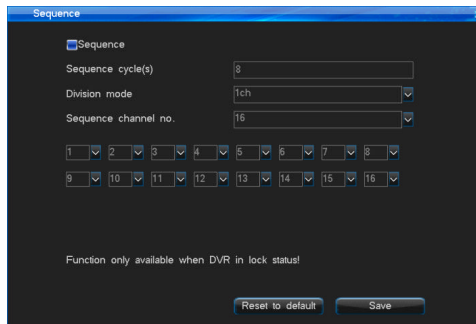 Sequence
Sequence
Sequence cycle(s) 8
Division mode 1ch
Sequence channel no. 16
1 2 3 4 5 6 7 8
9 10 11 12 13 14 15 16
Function only available when DVR in lock status!
Reset to default Save